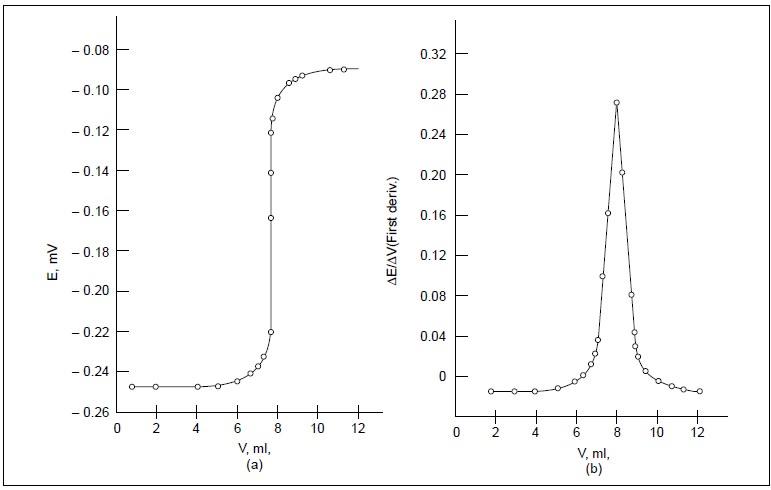 – 0.08
– 0.10
– 0.12
– 0.14
– 0.16
– 0.18
– 0.20
– 0.22
– 0.24
– 0.26
E, mV
0 2 4 6 8 10 12
V, ml,
(a)
0.32
0.28
0.24
0.20
0.16
0.12
0.08
0.04
0
ΔE/ΔV(First deriv.)
0 2 4 6 8 10 12
V, ml,
(b)